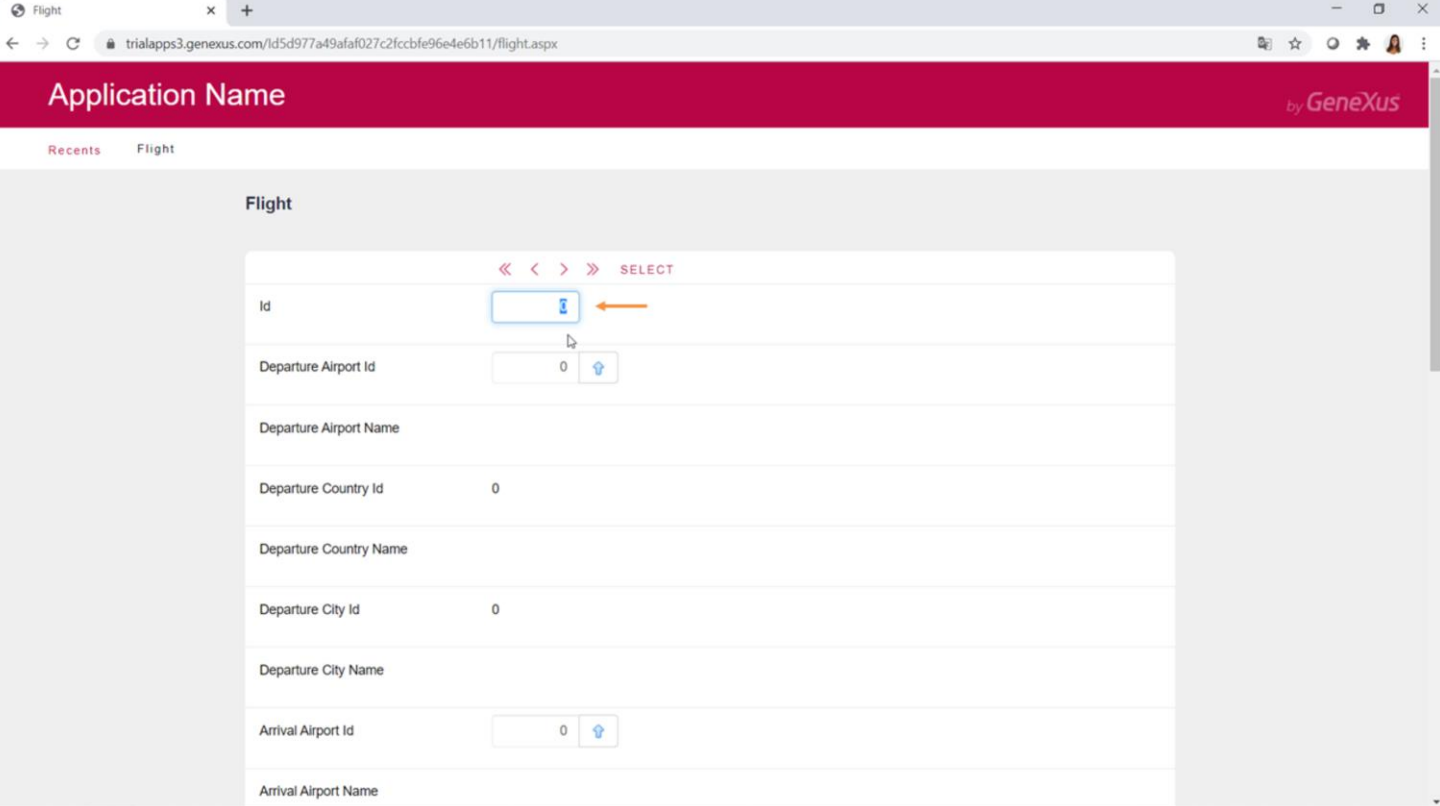 Flight
trialapps3.genexus.com/Id5d977a49afaf027c2fccbfe96e4e6b11/flight.aspx
Application Name
by GeneXus
Recents Flight
Flight
SELECT
Id 0
Departure Airport Id 0
Departure Airport Name
Departure Country Id 0
Departure Country Name
Departure City Id 0
Departure City Name
Arrival Airport Id 0
Arrival Airport Name